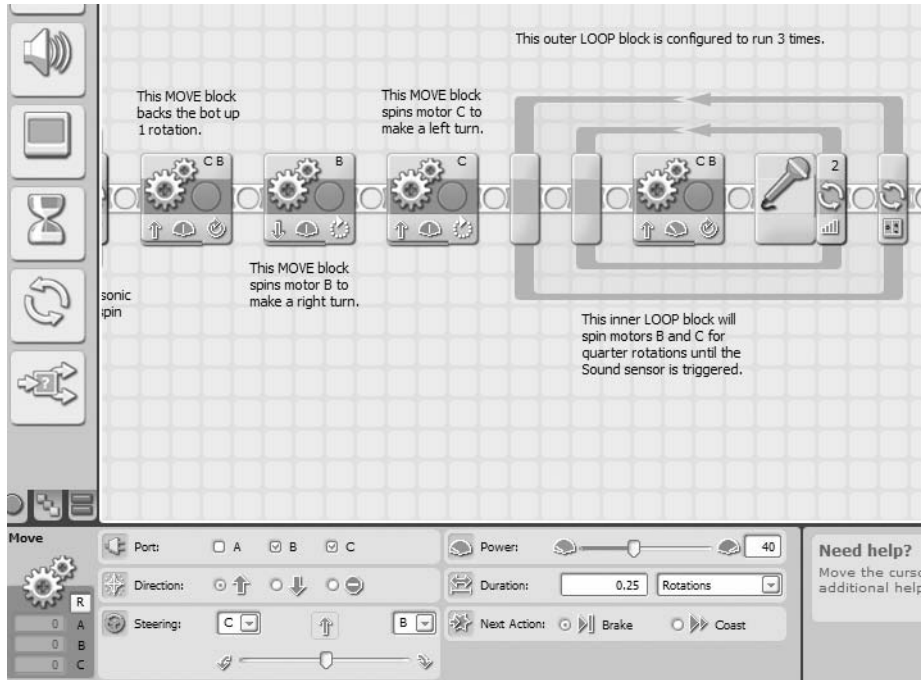 This outer LOOP block is configured to run 3 times.
This MOVE block
backs the bot up
1 rotation.
This MOVE block
spins motor C to
make a left turn.
C B
B
C
C B
2
This MOVE block
spins motor B to
make a right turn.
sonic
spin
This inner LOOP block will
spin motors B and C for
quarter rotations until the
Sound sensor is triggered.
Move
R
0 A
0 B
0 C
Port: A B C
Direction:
Steering: C B
Power: 40
Duration: 0.25 Rotations
Next Action: Brake Coast
Need help?
Move the curso
additional help